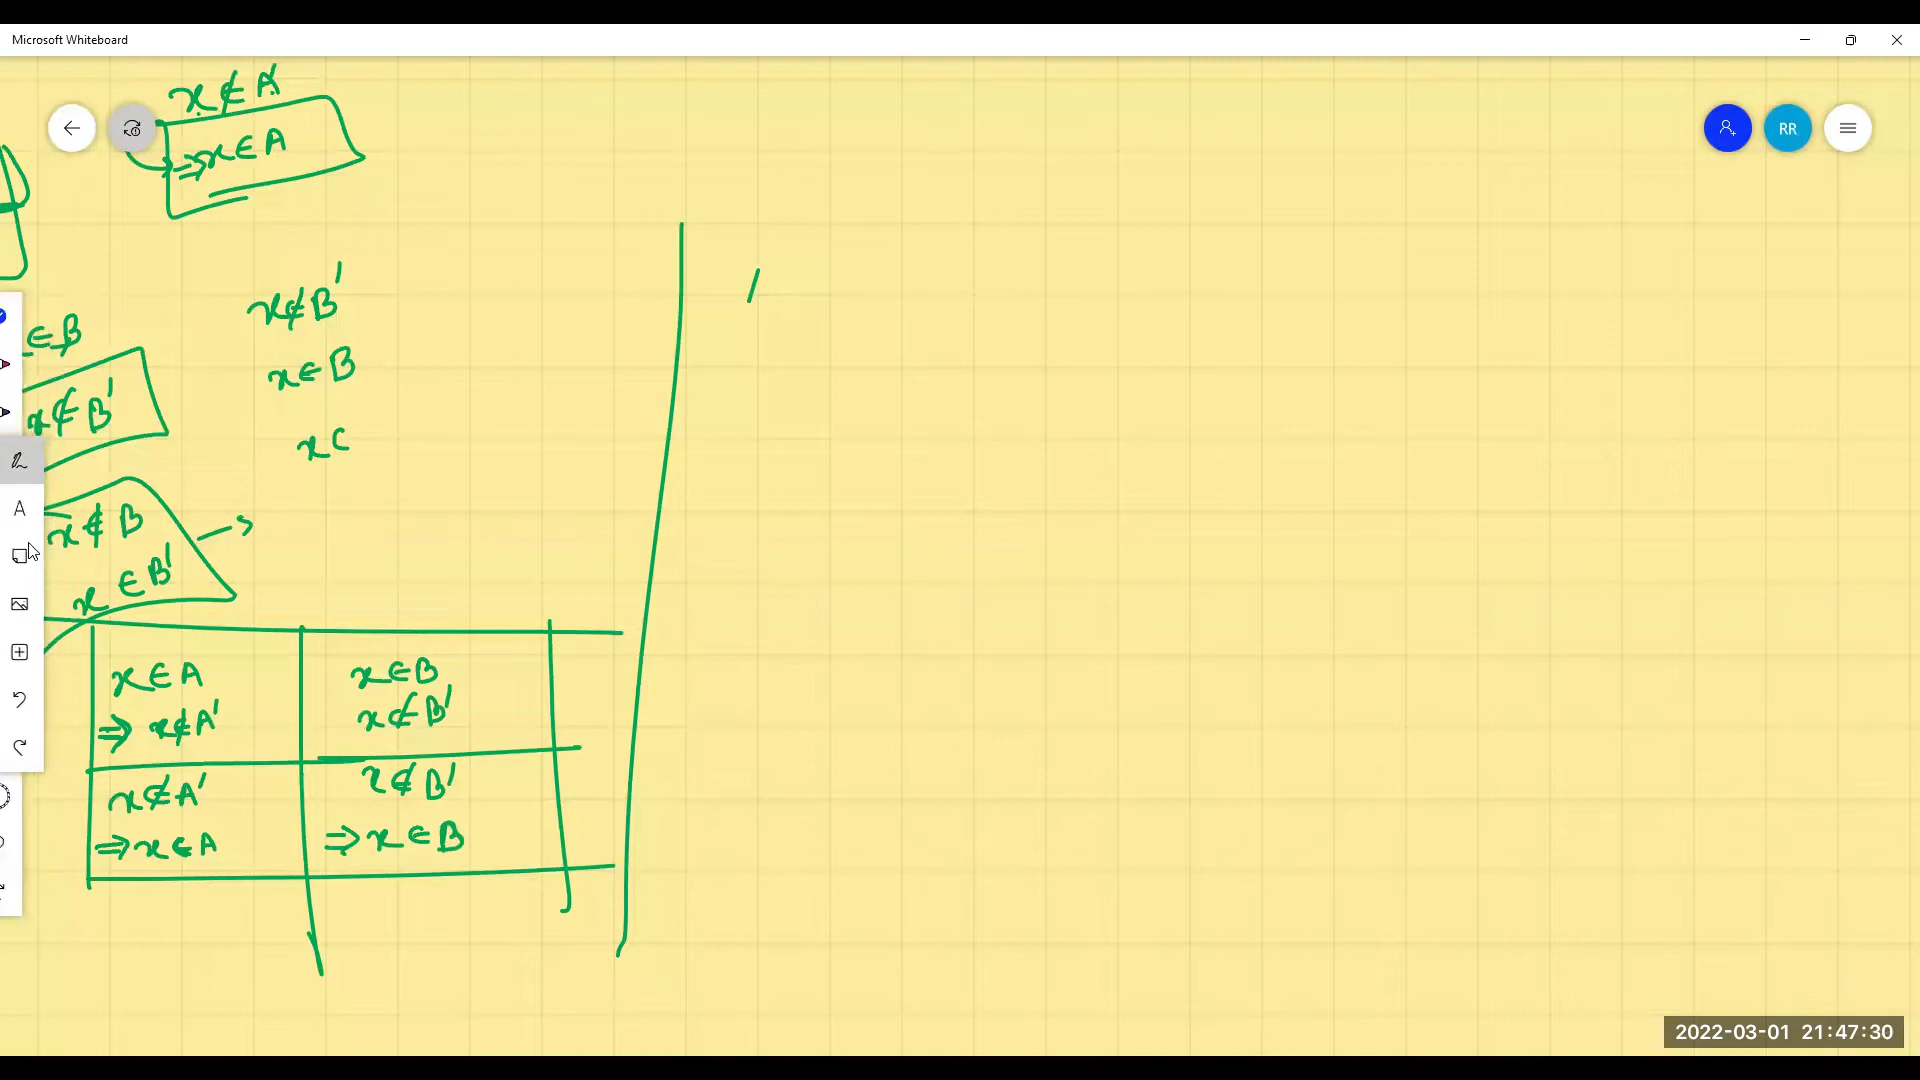 Microsoft Whiteboard
x ∉ A'
⇒ x ∈ A
RR
x ∉ B'
∈ B
x ∈ B
x ∉ B'
x C
x ∉ B
x ∈ B'
A
x ∈ A
⇒ x ∉ A'
x ∈ B
x ∉ B'
x ∉ A'
⇒ x ∈ A
x ∉ B'
⇒ x ∈ B
2022-03-01 21:47:30